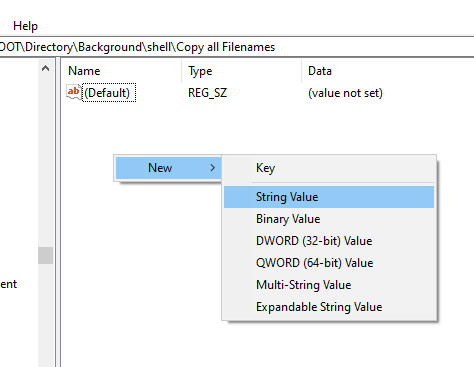 Help
OOT\Directory\Background\shell\Copy all Filenames
Name Type Data
ab (Default) REG_SZ (value not set)
New > Key
String Value
Binary Value
DWORD (32-bit) Value
QWORD (64-bit) Value
Multi-String Value
ent
Expandable String Value